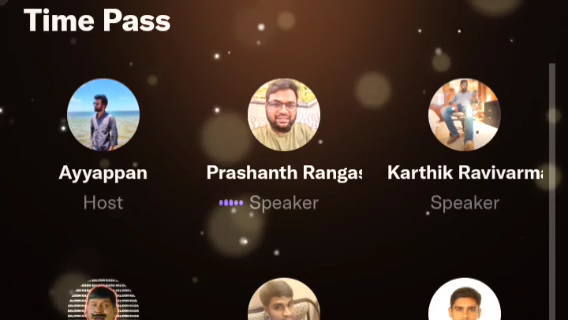 Time Pass
Ayyappan Prashanth Rangas Karthik Ravivarma
Host Speaker Speaker